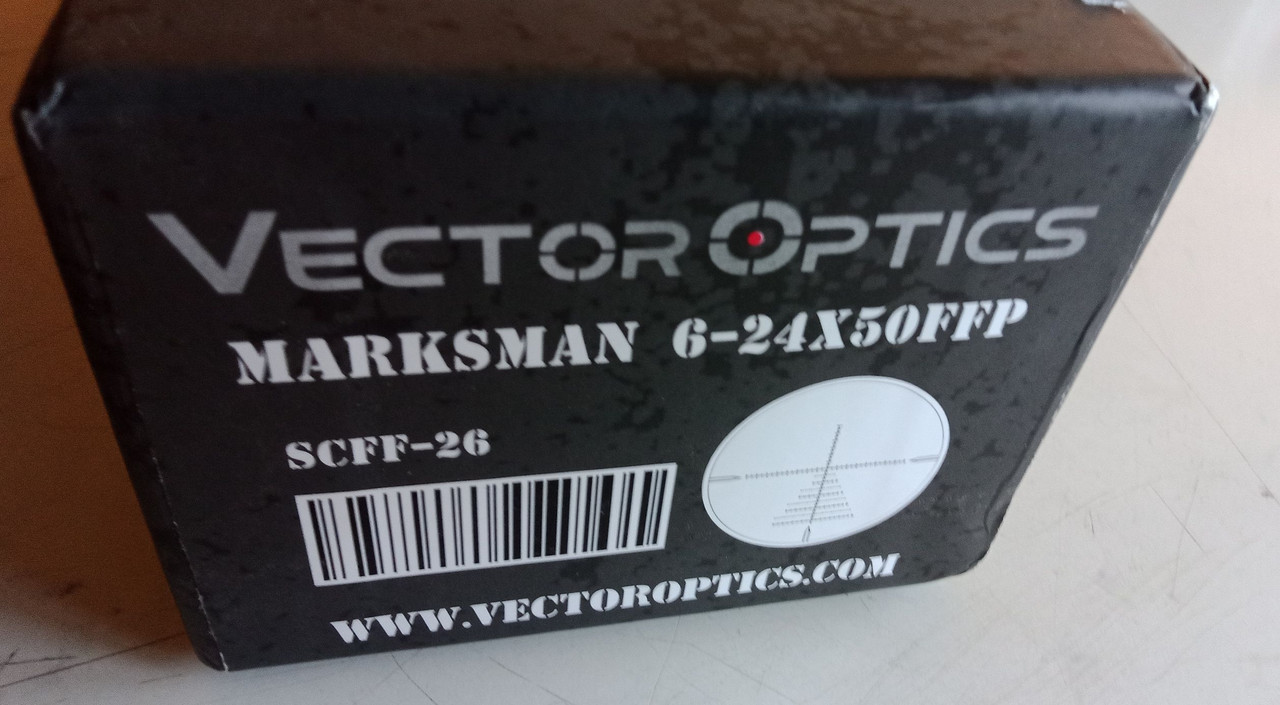 VECTOR OPTICS
MARKSMAN 6-24X50FFP
SCFF-26
WWW.VECTOROPTICS.COM